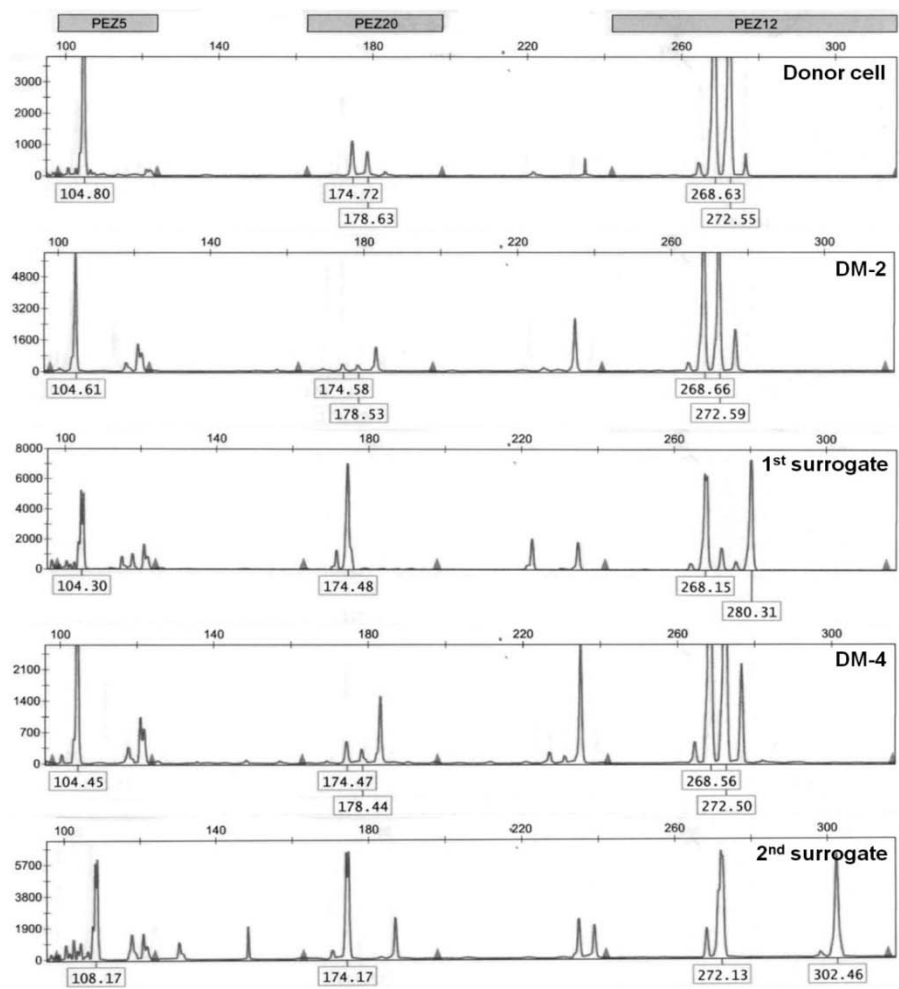 PEZ5 PEZ20 PEZ12
100 140 180 220 260 300
Donor cell
3000
2000
1000
0
104.80 174.72 268.63
178.63 272.55
100 140 180 220 260 300
DM-2
4800
3200
1600
0
104.61 174.58 268.66
178.53 272.59
100 140 180 220 260 300
8000
1st surrogate
6000
4000
2000
0
104.30 174.48 268.15
280.31
100 140 180 220 260 300
DM-4
2100
1400
700
0
104.45 174.47 268.56
178.44 272.50
100 140 180 220 260 300
2nd surrogate
5700
3800
1900
0
108.17 174.17 272.13 302.46